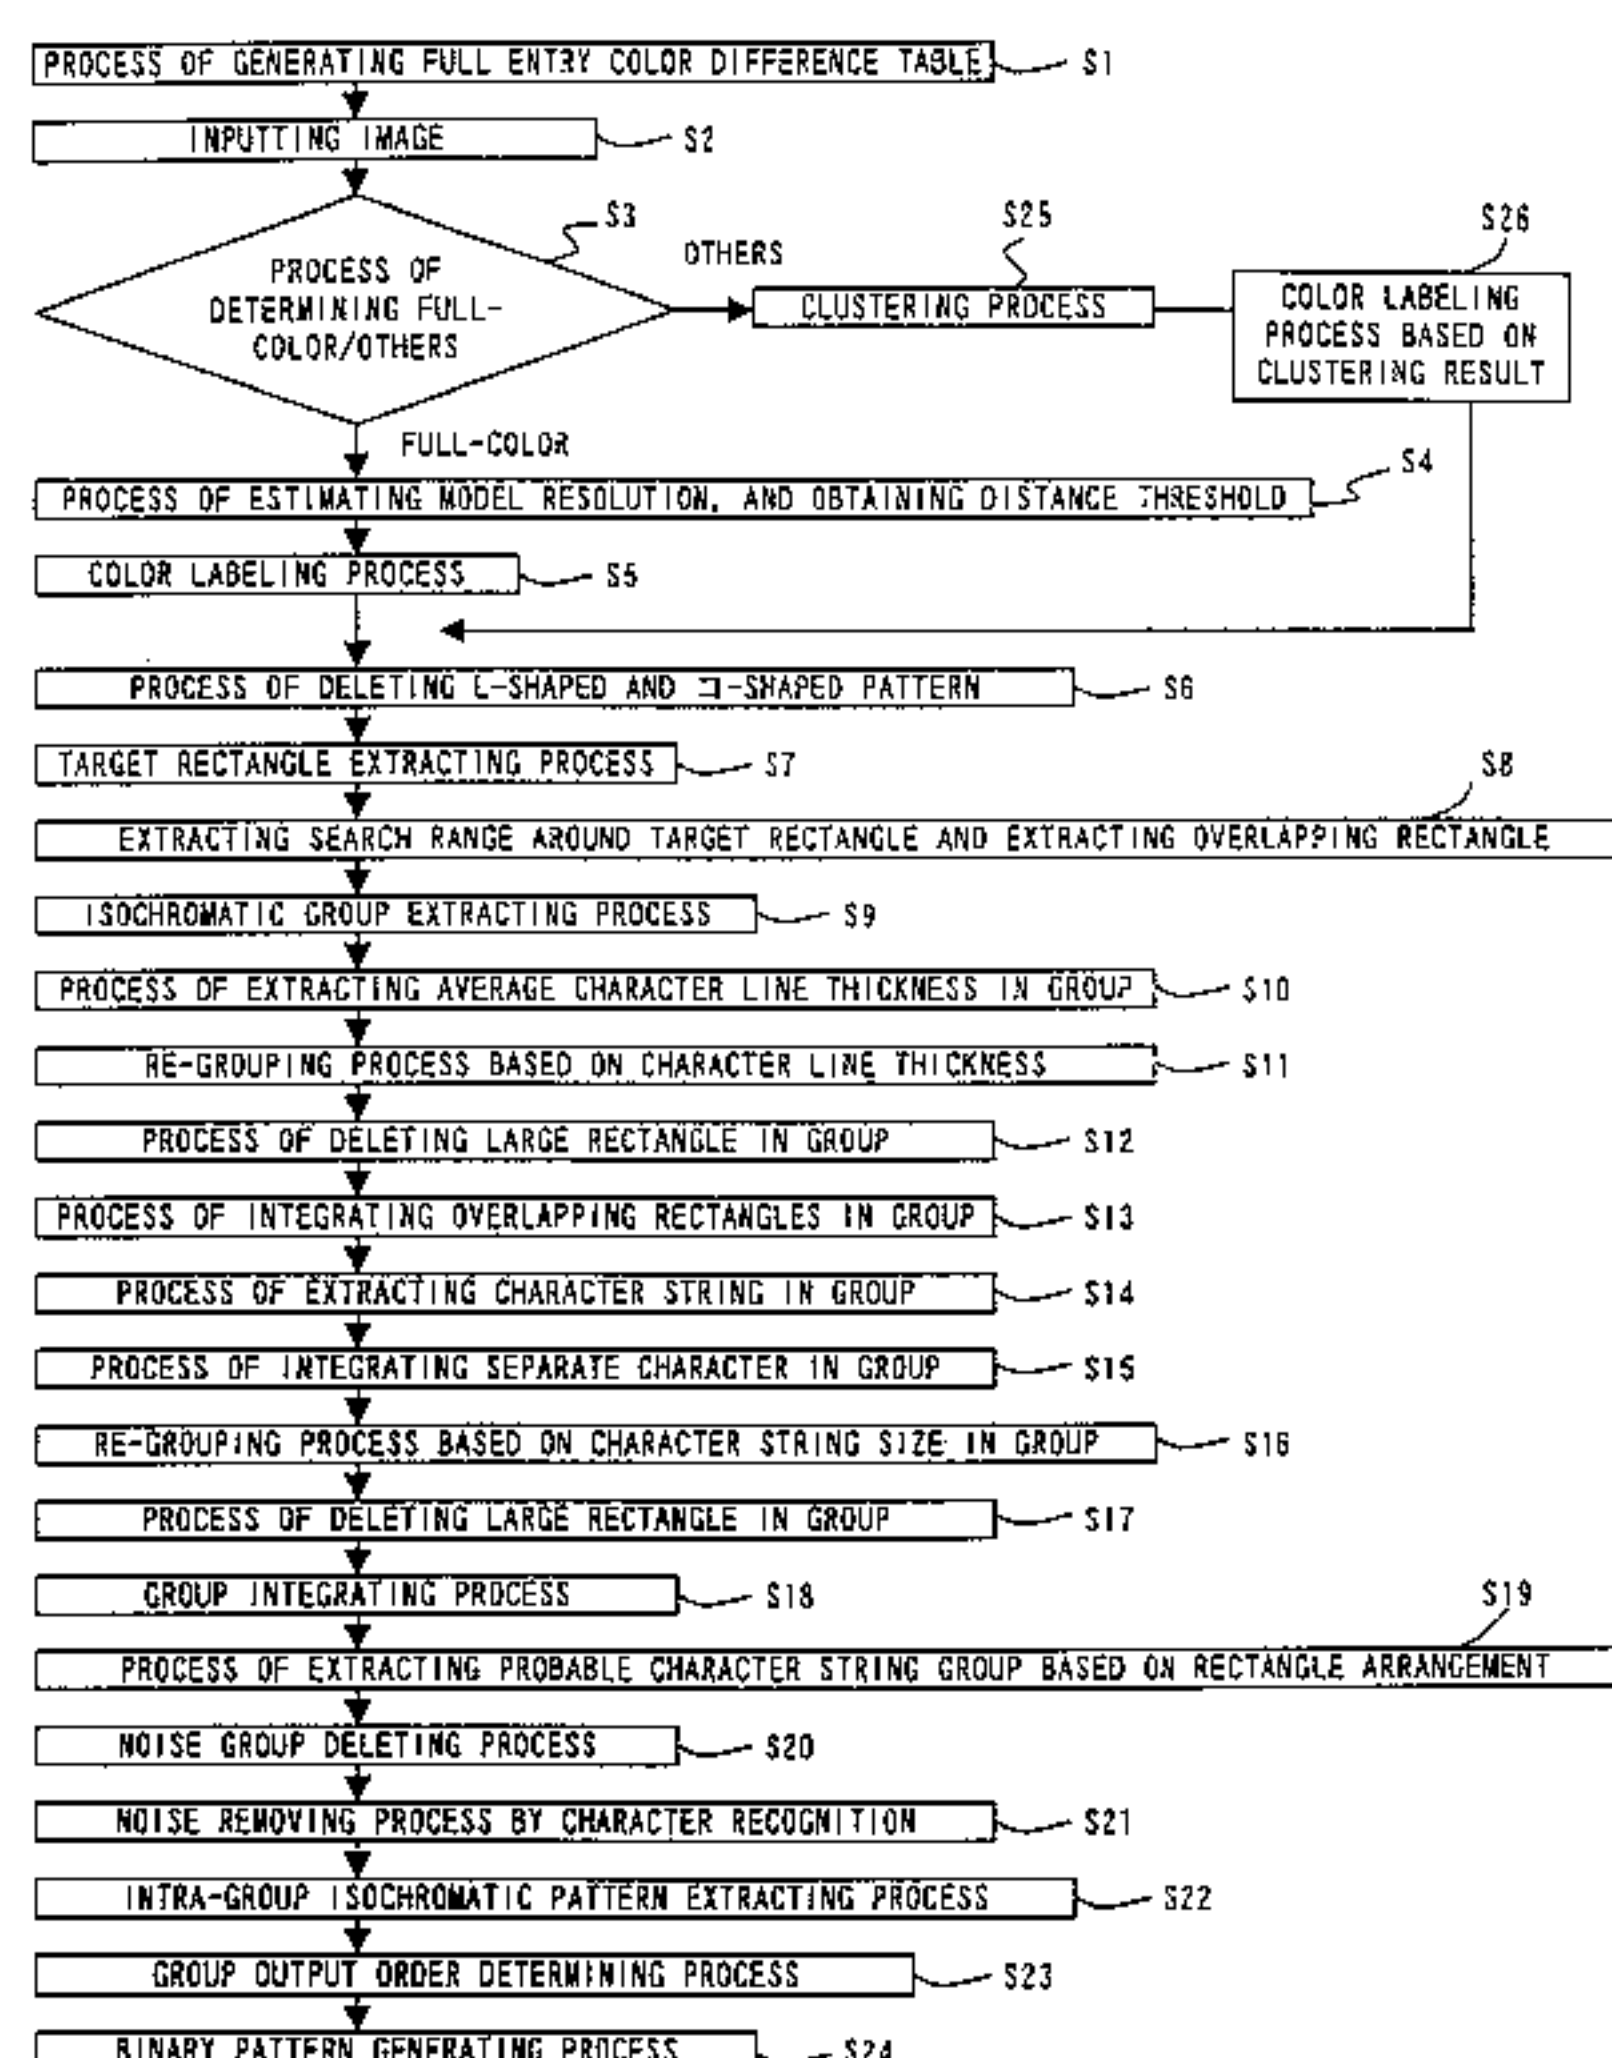 PROCESS OF GENERATING FULL ENTRY COLOR DIFFERENCE TABLE S1
INPUTTING IMAGE S2
S3
PROCESS OF
DETERMINING FULL-
COLOR/OTHERS
OTHERS
S25
CLUSTERING PROCESS
S26
COLOR LABELING
PROCESS BASED ON
CLUSTERING RESULT
FULL-COLOR
S4
PROCESS OF ESTIMATING MODEL RESOLUTION, AND OBTAINING DISTANCE THRESHOLD
COLOR LABELING PROCESS S5
PROCESS OF DELETING L-SHAPED AND コ-SHAPED PATTERN S6
TARGET RECTANGLE EXTRACTING PROCESS S7
S8
EXTRACTING SEARCH RANGE AROUND TARGET RECTANGLE AND EXTRACTING OVERLAPPING RECTANGLE
ISOCHROMATIC GROUP EXTRACTING PROCESS S9
PROCESS OF EXTRACTING AVERAGE CHARACTER LINE THICKNESS IN GROUP S10
RE-GROUPING PROCESS BASED ON CHARACTER LINE THICKNESS S11
PROCESS OF DELETING LARGE RECTANGLE IN GROUP S12
PROCESS OF INTEGRATING OVERLAPPING RECTANGLES IN GROUP S13
PROCESS OF EXTRACTING CHARACTER STRING IN GROUP S14
PROCESS OF INTEGRATING SEPARATE CHARACTER IN GROUP S15
RE-GROUPING PROCESS BASED ON CHARACTER STRING SIZE IN GROUP S16
PROCESS OF DELETING LARGE RECTANGLE IN GROUP S17
GROUP INTEGRATING PROCESS S18
S19
PROCESS OF EXTRACTING PROBABLE CHARACTER STRING GROUP BASED ON RECTANGLE ARRANGEMENT
NOISE GROUP DELETING PROCESS S20
NOISE REMOVING PROCESS BY CHARACTER RECOGNITION S21
INTRA-GROUP ISOCHROMATIC PATTERN EXTRACTING PROCESS S22
GROUP OUTPUT ORDER DETERMINING PROCESS S23
BINARY PATTERN GENERATING PROCESS S24